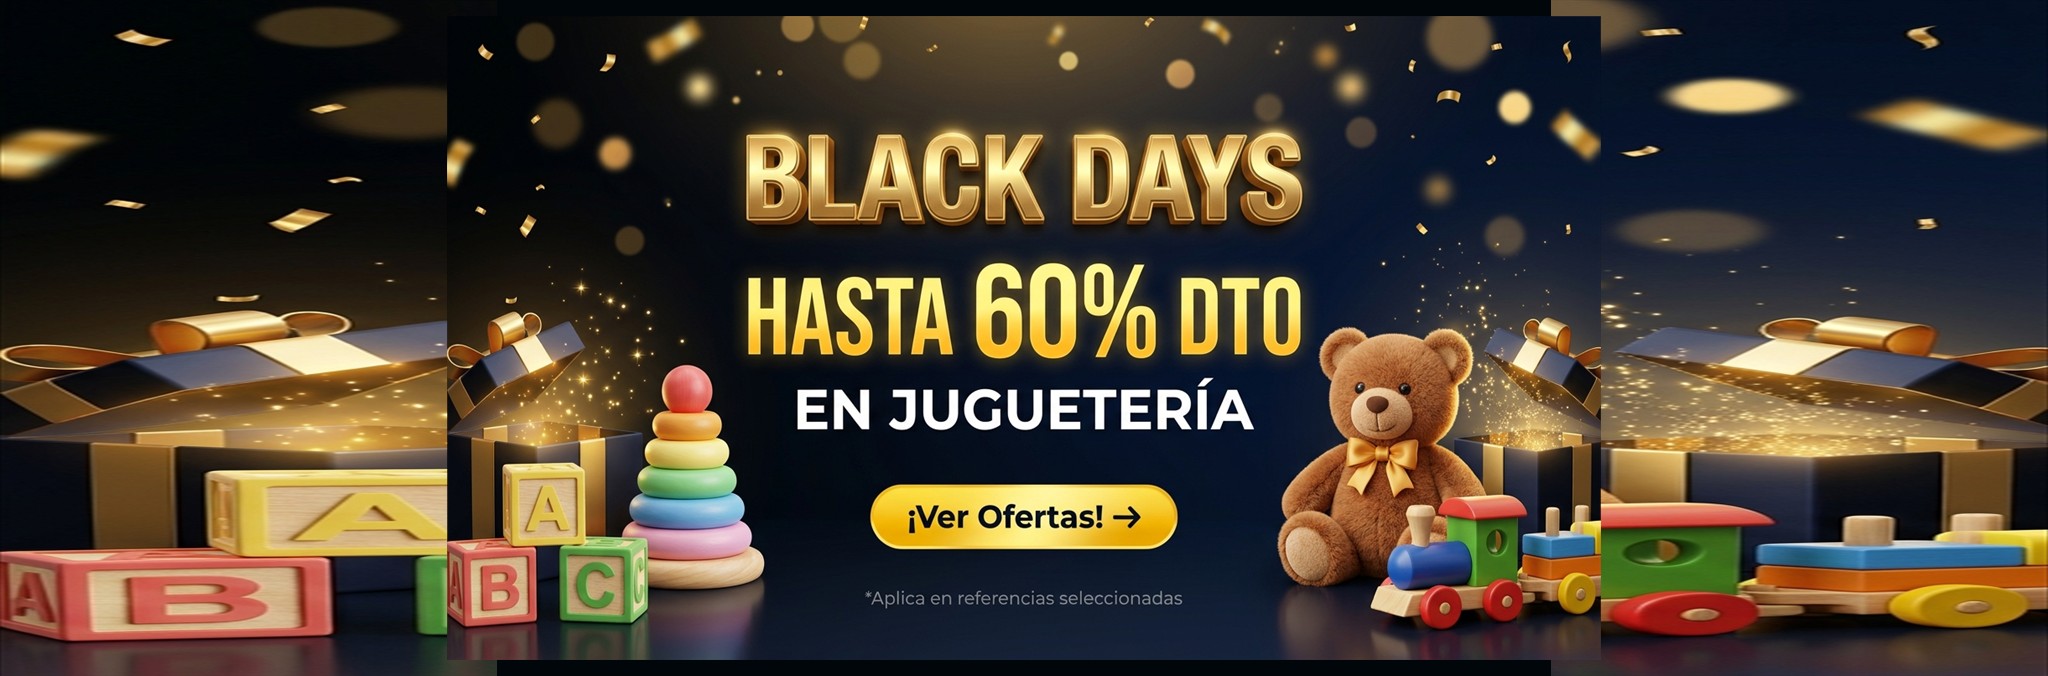 BLACK DAYS
HASTA 60% DTO
EN JUGUETERÍA
¡Ver Ofertas! →
*Aplica en referencias seleccionadas
A
A B C C
A B
A